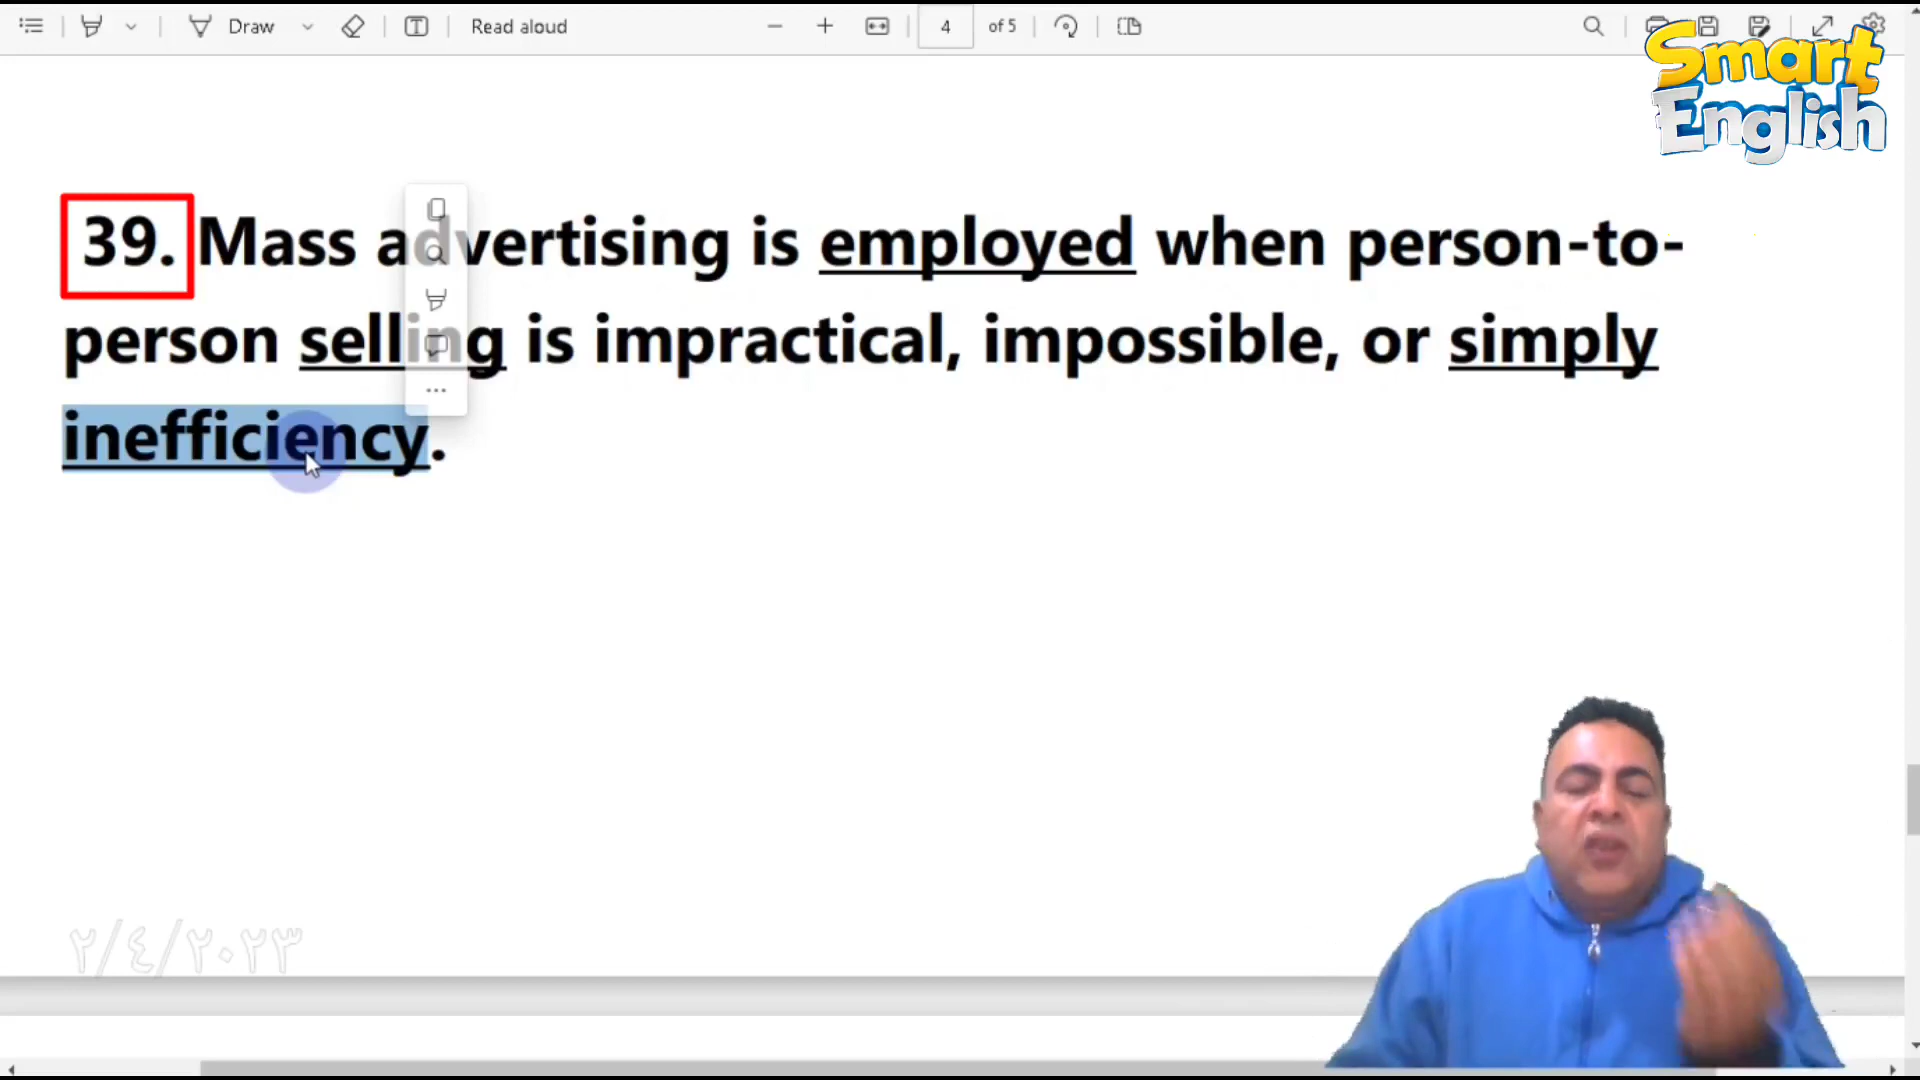 Draw
Read aloud
4 of 5
Smart
English
39. Mass advertising is employed when person-to-
person selling is impractical, impossible, or simply
inefficiency.
٢/٤/٢٠٢٣